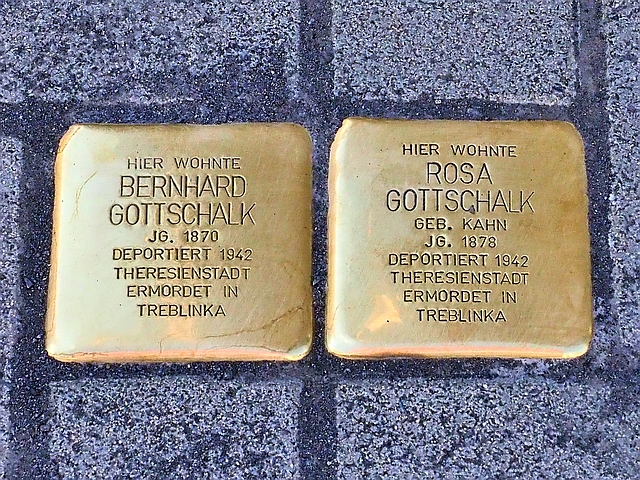 HIER WOHNTE
BERNHARD
GOTTSCHALK
JG. 1870
DEPORTIERT 1942
THERESIENSTADT
ERMORDET IN
TREBLINKA
HIER WOHNTE
ROSA
GOTTSCHALK
GEB. KAHN
JG. 1878
DEPORTIERT 1942
THERESIENSTADT
ERMORDET IN
TREBLINKA